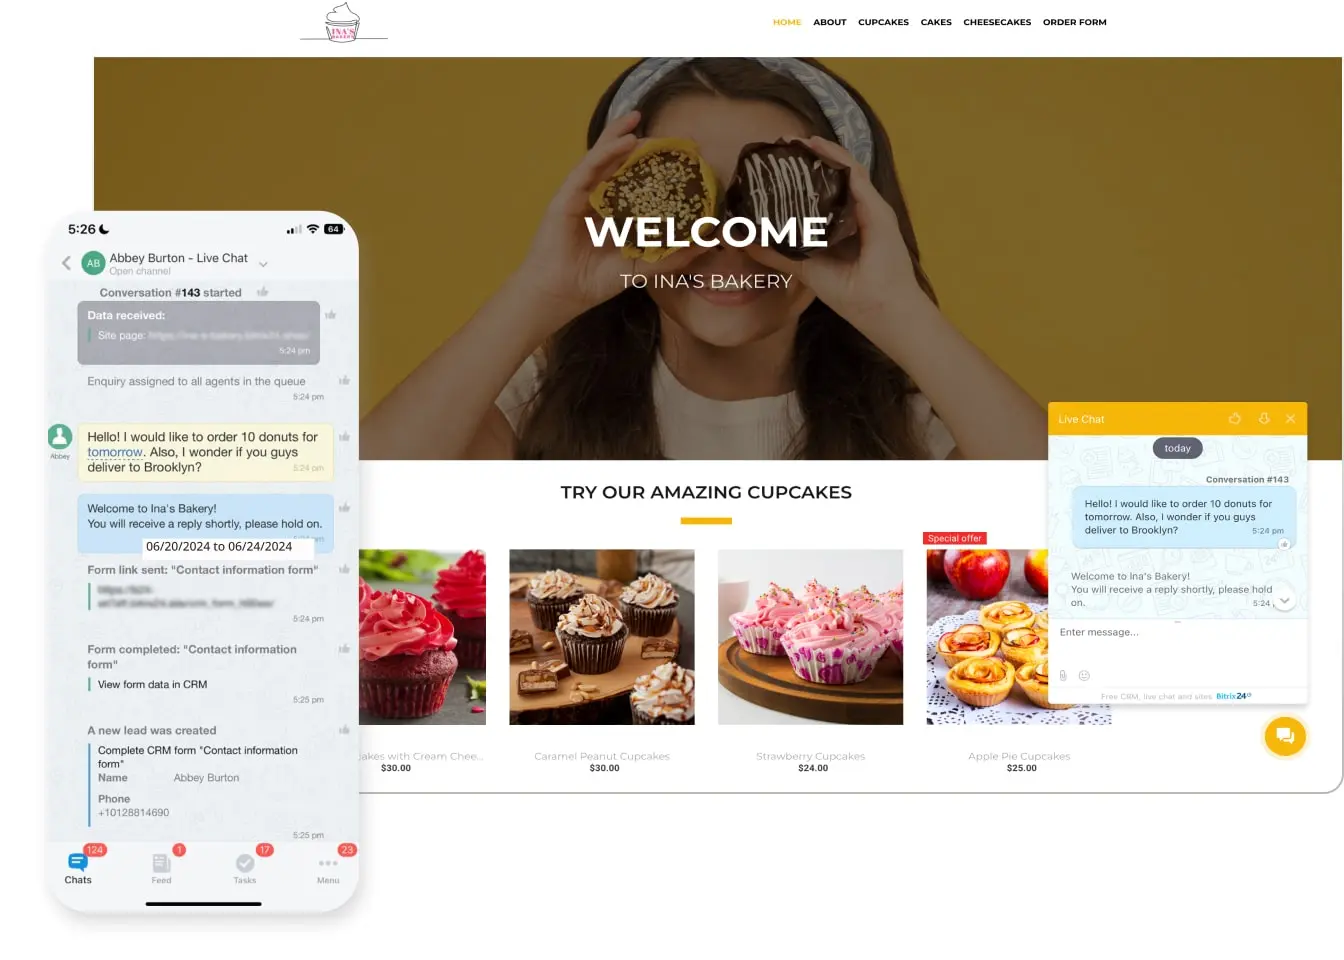 INA'S
BAKERY
HOME ABOUT CUPCAKES CAKES CHEESECAKES ORDER FORM
WELCOME
TO INA'S BAKERY
5:26
64
AB
Abbey Burton - Live Chat
Open channel
Conversation #143 started
Data received:
Site page:
5:24 pm
Enquiry assigned to all agents in the queue
5:24 pm
Hello! I would like to order 10 donuts for
tomorrow. Also, I wonder if you guys
deliver to Brooklyn?
5:24 pm
Abbey
Welcome to Ina's Bakery!
You will receive a reply shortly, please hold on.
06/20/2024 to 06/24/2024
Form link sent: "Contact information form"
5:24 pm
Form completed: "Contact information
form"
View form data in CRM
5:25 pm
A new lead was created
Complete CRM form "Contact information
form"
Name Abbey Burton
Phone
+10128814690
5:25 pm
124
1
17
23
Chats Feed Tasks Menu
TRY OUR AMAZING CUPCAKES
Special offer
cakes with Cream Chee...
$30.00
Caramel Peanut Cupcakes
$30.00
Strawberry Cupcakes
$24.00
Apple Pie Cupcakes
$25.00
Live Chat
today
Conversation #143
Hello! I would like to order 10 donuts for
tomorrow. Also, I wonder if you guys
deliver to Brooklyn?
5:24 pm
Welcome to Ina's Bakery!
You will receive a reply shortly, please hold
on.
5:24
Enter message...
Free CRM, live chat and sites Bitrix24